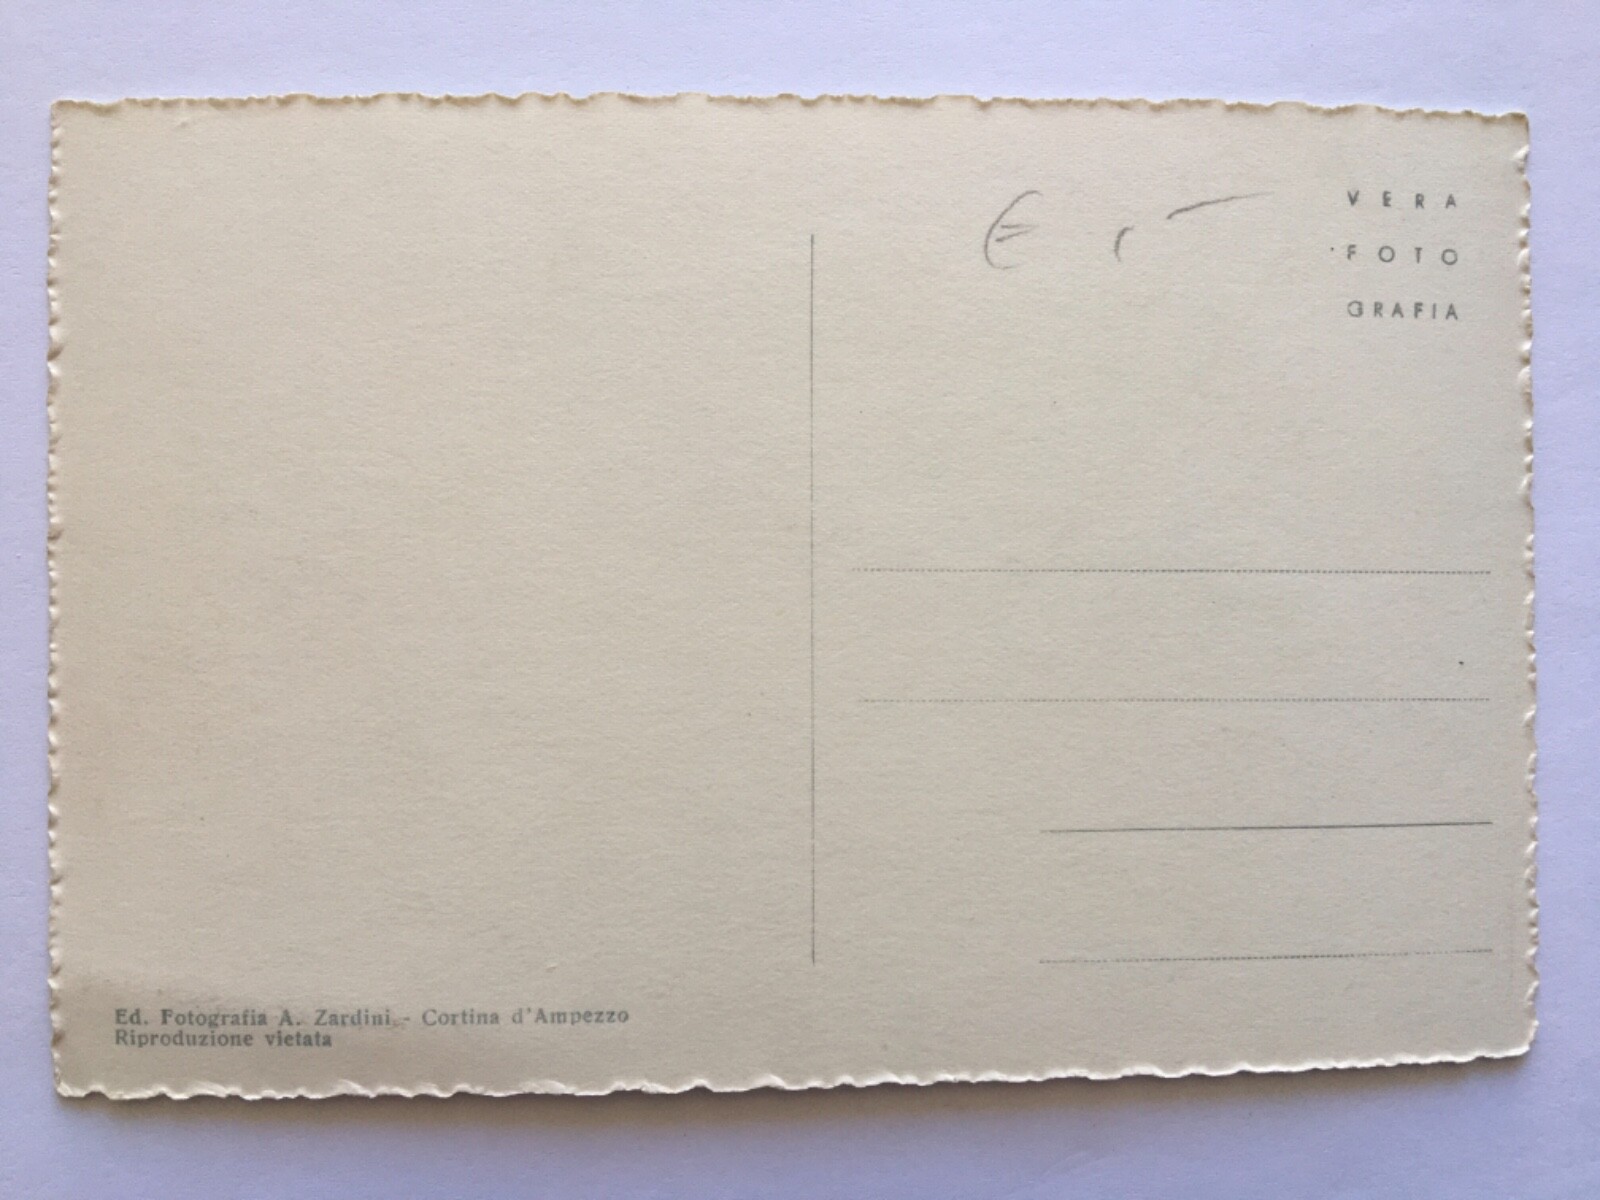 VERA
FOTO
GRAFIA
Ed. Fotografia A. Zardini - Cortina d'Ampezzo
Riproduzione vietata